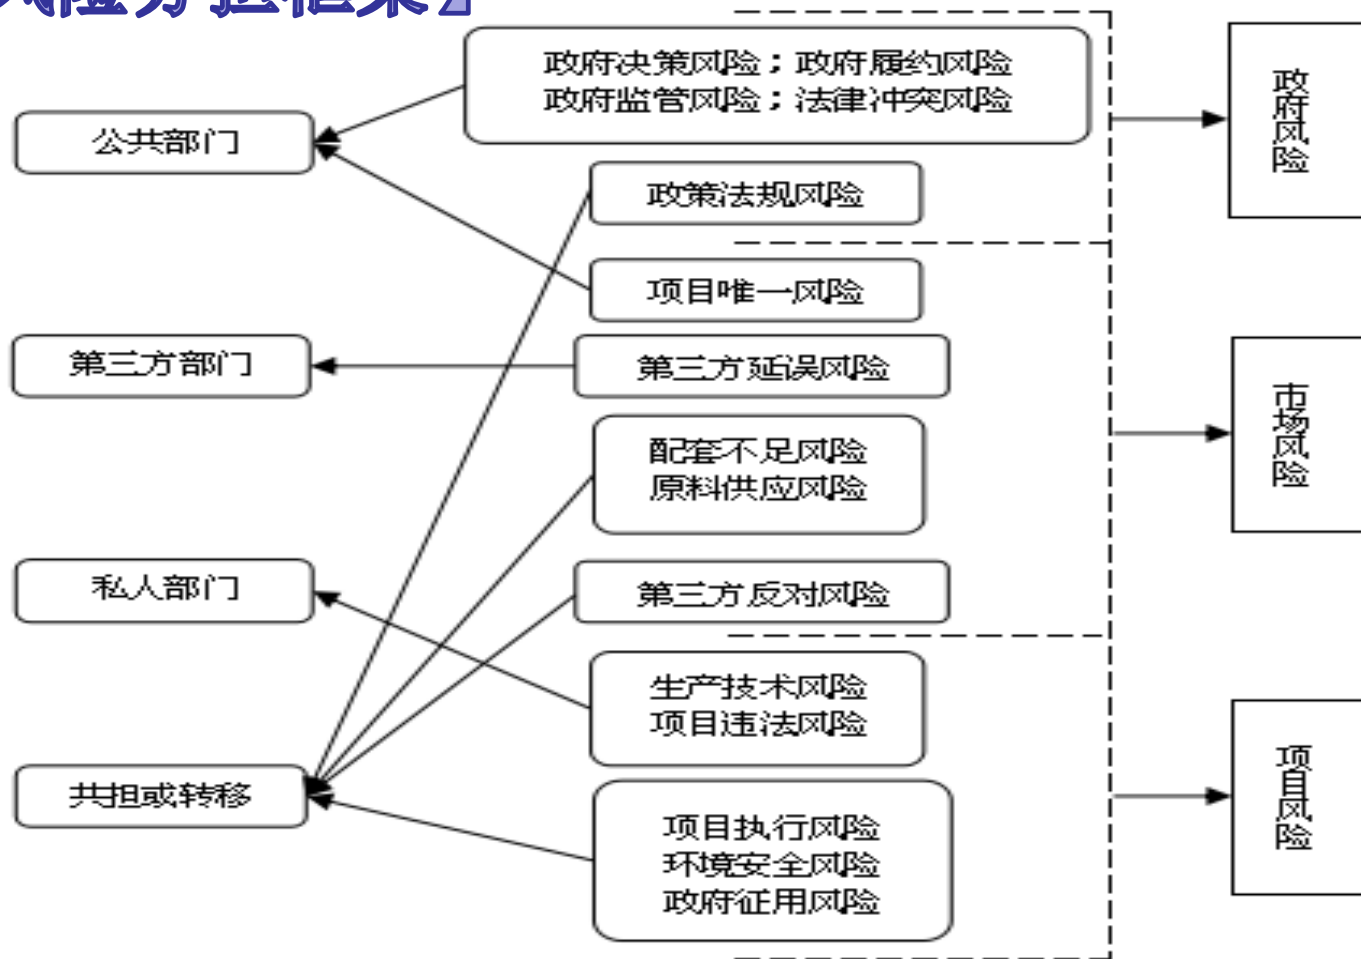 风险分担框架』
政府决策风险；政府履约风险
政府监管风险；法律冲突风险
政府风险
公共部门
政策法规风险
项目唯一风险
第三方部门
第三方延误风险
市场风险
配套不足风险
原料供应风险
私人部门
第三方反对风险
生产技术风险
项目违法风险
共担或转移
项目风险
项目执行风险
环境安全风险
政府征用风险